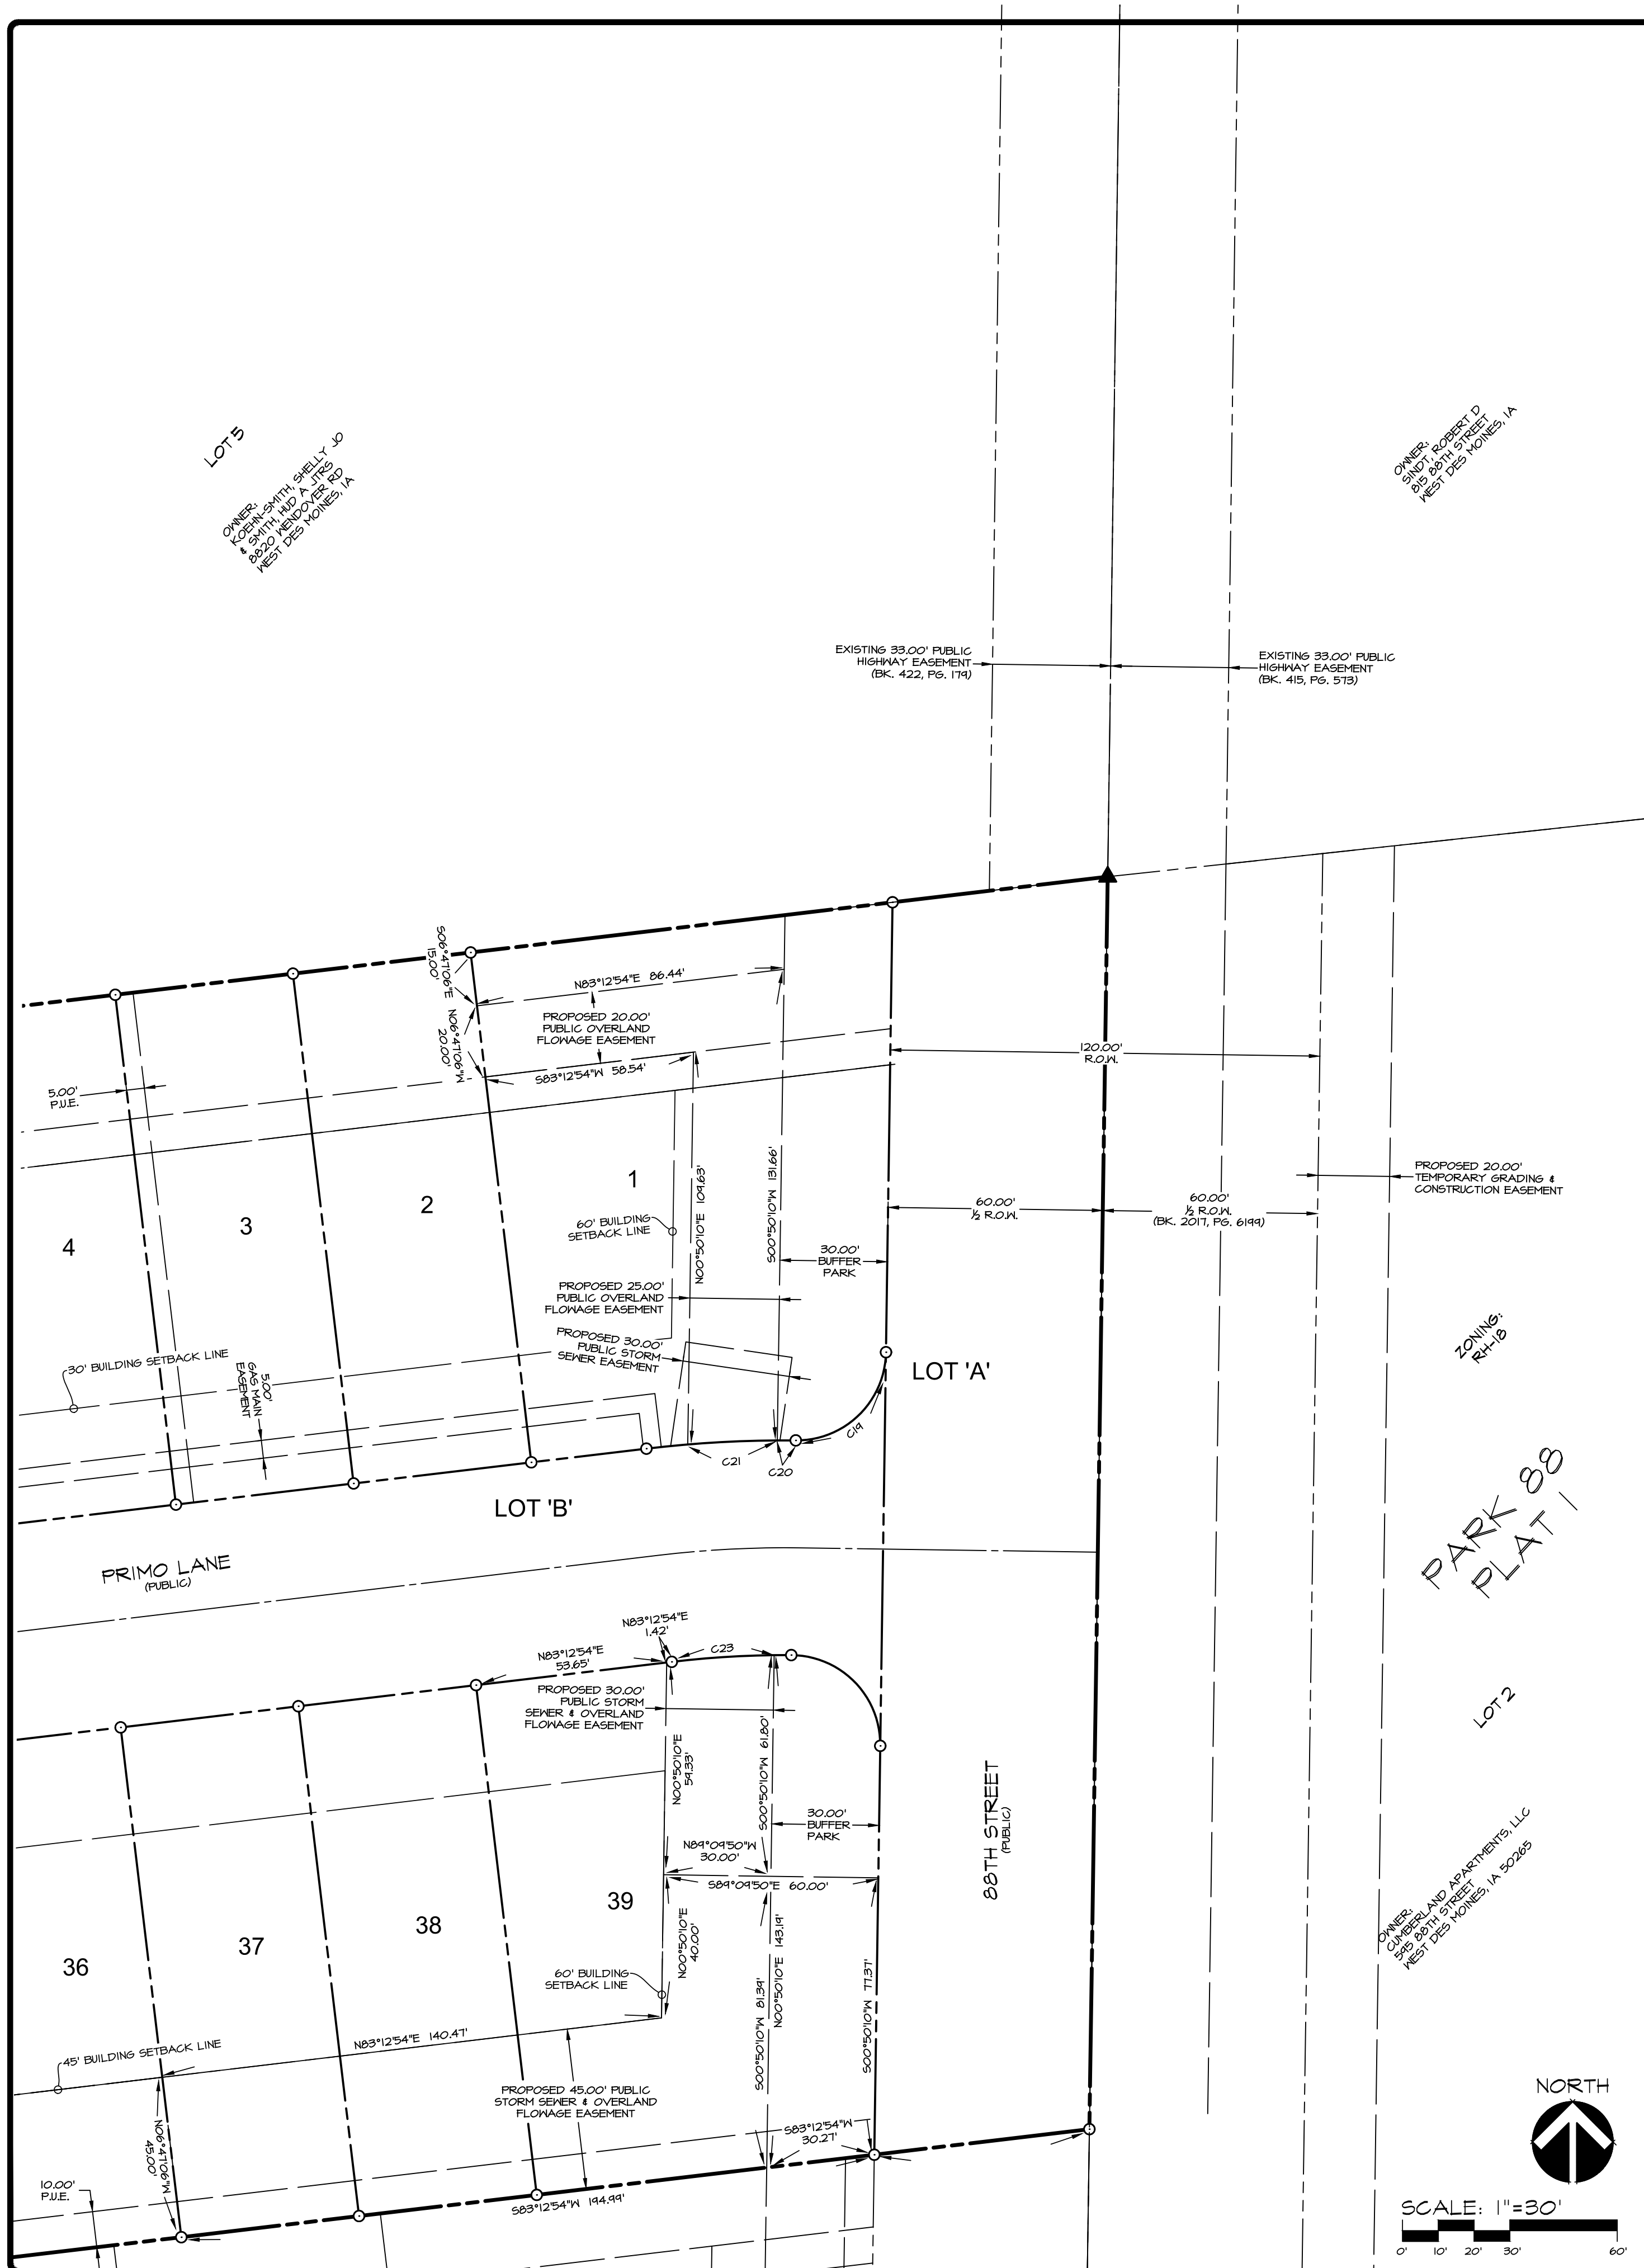 LOT 5
OWNER:
KOEHN-SMITH, SHELLY JO
& SMITH, HUD A JTRS
8820 WENDOVER RD
WEST DES MOINES, IA
OWNER:
SINDT, ROBERT D
815 88TH STREET
WEST DES MOINES, IA
EXISTING 33.00' PUBLIC
HIGHWAY EASEMENT
(BK. 422, PG. 179)
EXISTING 33.00' PUBLIC
HIGHWAY EASEMENT
(BK. 415, PG. 573)
S06°47'06"E
15.00'
N06°47'06"W
20.00'
N83°12'54"E 86.44'
PROPOSED 20.00'
PUBLIC OVERLAND
FLOWAGE EASEMENT
S83°12'54"W 58.54'
120.00'
R.O.W.
5.00'
P.U.E.
4
3
2
1
60' BUILDING
SETBACK LINE
N00°50'10"E 109.63'
S00°50'10"W 131.66'
60.00'
½ R.O.W.
60.00'
½ R.O.W.
(BK. 2017, PG. 6199)
PROPOSED 20.00'
TEMPORARY GRADING &
CONSTRUCTION EASEMENT
30.00'
BUFFER
PARK
PROPOSED 25.00'
PUBLIC OVERLAND
FLOWAGE EASEMENT
PROPOSED 30.00'
PUBLIC STORM
SEWER EASEMENT
30' BUILDING SETBACK LINE
5.00'
GAS MAIN
EASEMENT
LOT 'A'
C19
C20
C21
ZONING:
RH-18
LOT 'B'
PARK 88
PLAT 1
PRIMO LANE
(PUBLIC)
N83°12'54"E
1.42'
C23
N83°12'54"E
53.65'
PROPOSED 30.00'
PUBLIC STORM
SEWER & OVERLAND
FLOWAGE EASEMENT
N00°50'10"E
59.33'
S00°50'10"W 61.80'
LOT 2
30.00'
BUFFER
PARK
88TH STREET
(PUBLIC)
N89°09'50"W
30.00'
S89°09'50"E 60.00'
OWNER:
CUMBERLAND APARTMENTS, LLC
595 88TH STREET
WEST DES MOINES, IA 50265
36
37
38
39
N00°50'10"E
40.00'
60' BUILDING
SETBACK LINE
S00°50'10"W 81.39'
N00°50'10"E 143.19'
S00°50'10"W 77.37'
N83°12'54"E 140.47'
45' BUILDING SETBACK LINE
PROPOSED 45.00' PUBLIC
STORM SEWER & OVERLAND
FLOWAGE EASEMENT
N06°47'06"W
45.00'
S83°12'54"W
30.27'
10.00'
P.U.E.
S83°12'54"W 194.99'
NORTH
SCALE: 1"=30'
0' 10' 20' 30' 60'